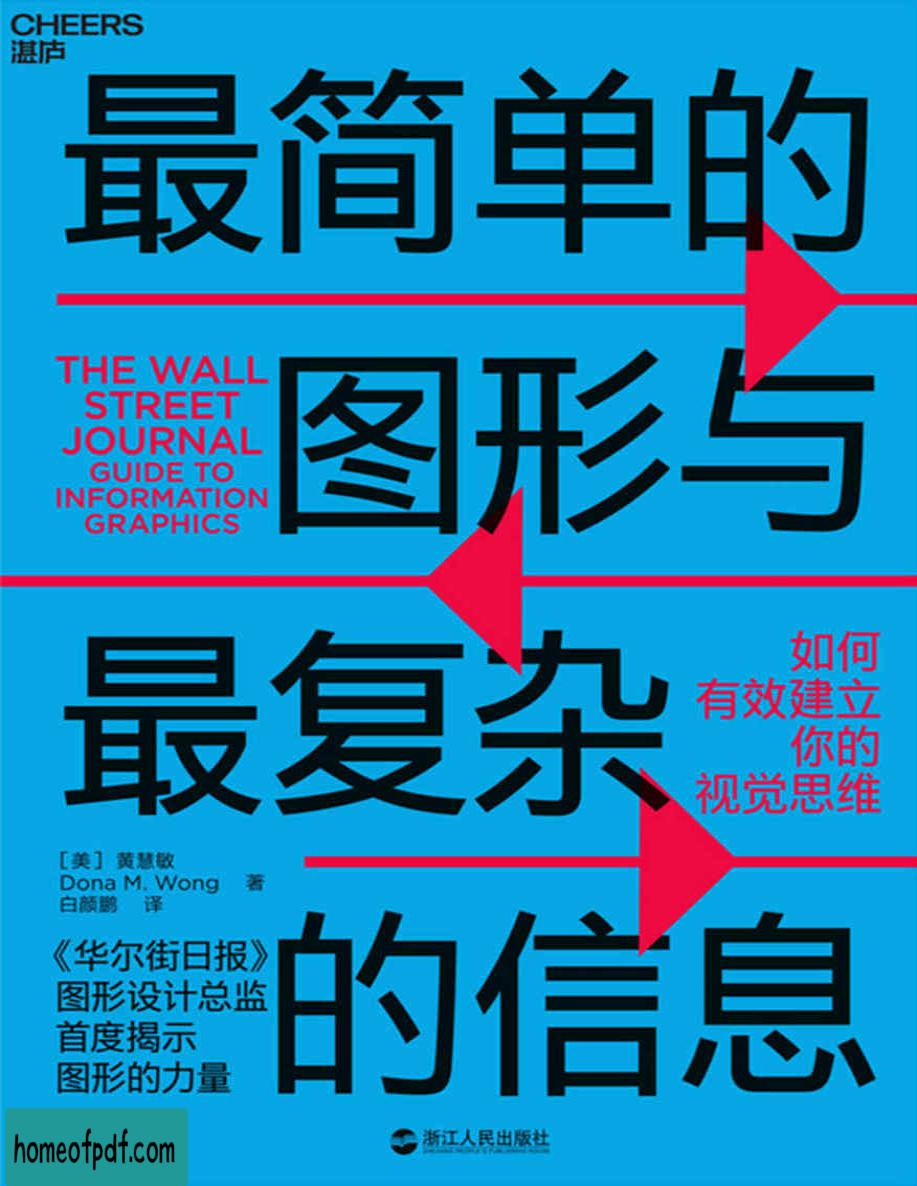 CHEERS
湛庐
最简单的
THE WALL
STREET
JOURNAL
GUIDE TO
INFORMATION
GRAPHICS
图形与
最复杂
如何
有效建立
你的
视觉思维
[美] 黄慧敏
Dona M. Wong 著
白颜鹏 译
《华尔街日报》
图形设计总监
首度揭示
图形的力量
的信息
浙江人民出版社
ZHEJIANG PEOPLE'S PUBLISHING HOUSE
homeofpdf.com